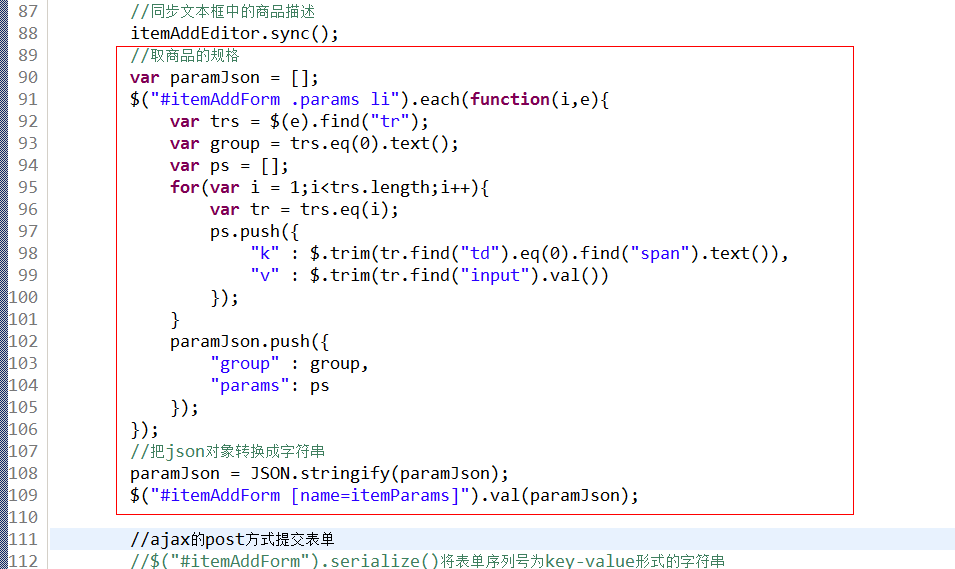 87 //同步文本框中的商品描述
88 itemAddEditor.sync();
89 //取商品的规格
90 var paramJson = [];
91 $("#itemAddForm .params li").each(function(i,e){
92 var trs = $(e).find("tr");
93 var group = trs.eq(0).text();
94 var ps = [];
95 for(var i = 1;i<trs.length;i++){
96 var tr = trs.eq(i);
97 ps.push({
98 "k" : $.trim(tr.find("td").eq(0).find("span").text()),
99 "v" : $.trim(tr.find("input").val())
100 });
101 }
102 paramJson.push({
103 "group" : group,
104 "params": ps
105 });
106 });
107 //把json对象转换成字符串
108 paramJson = JSON.stringify(paramJson);
109 $("#itemAddForm [name=itemParams]").val(paramJson);
110
111 //ajax的post方式提交表单
112 //$("#itemAddForm").serialize()将表单序列号为key-value形式的字符串